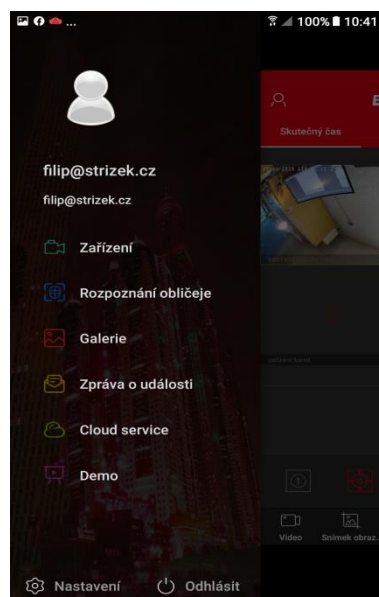 100% 10:41
Skutečný čas
filip@strizek.cz
filip@strizek.cz
Zařízení
Rozpoznání obličeje
Galerie
Zpráva o události
Cloud service
Demo
Video
Snímek obraz.
Nastavení
Odhlásit